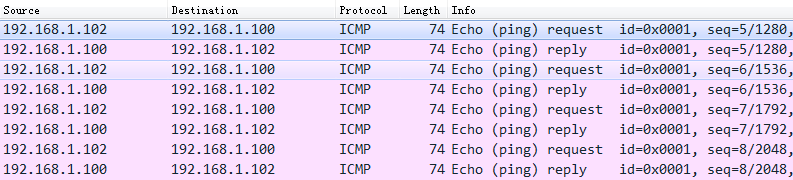 Source Destination Protocol Length Info
192.168.1.102 192.168.1.100 ICMP 74 Echo (ping) request id=0x0001, seq=5/1280,
192.168.1.100 192.168.1.102 ICMP 74 Echo (ping) reply id=0x0001, seq=5/1280,
192.168.1.102 192.168.1.100 ICMP 74 Echo (ping) request id=0x0001, seq=6/1536,
192.168.1.100 192.168.1.102 ICMP 74 Echo (ping) reply id=0x0001, seq=6/1536,
192.168.1.102 192.168.1.100 ICMP 74 Echo (ping) request id=0x0001, seq=7/1792,
192.168.1.100 192.168.1.102 ICMP 74 Echo (ping) reply id=0x0001, seq=7/1792,
192.168.1.102 192.168.1.100 ICMP 74 Echo (ping) request id=0x0001, seq=8/2048,
192.168.1.100 192.168.1.102 ICMP 74 Echo (ping) reply id=0x0001, seq=8/2048,